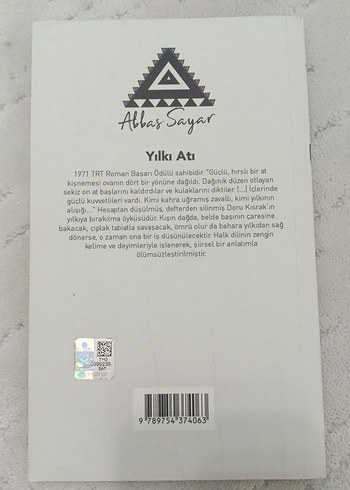 Abbas Sayar
Yılkı Atı
1971 TRT Roman Başarı Ödülü sahibidir. "Güçlü, hırslı bir at
kişnemesi ovanın dört bir yönüne dağıldı. Dağınık düzen otlayan
sekiz on at başlarını kaldırdılar ve kulaklarını diktiler. (...) İçlerinde
güçlü kuvvetlileri vardı. Kimi kahra uğramış zavallı, kimi yılkının
alışığı..." Hesaptan düşülmüş, defterden silinmiş Doru Kısrak'ın
yılkıya bırakılma öyküsüdür. Kışın dağda, belde başının çaresine
bakacak, çıplak tabiatla savaşacak, ömrü olur da bahara yılkıdan sağ
dönerse, o zaman ona bir iş düşünülecektir. Halk dilinin zengin
kelime ve deyimleriyle işlenerek, şiirsel bir anlatımla
ölümsüzleştirilmiştir.
9 789754 374063